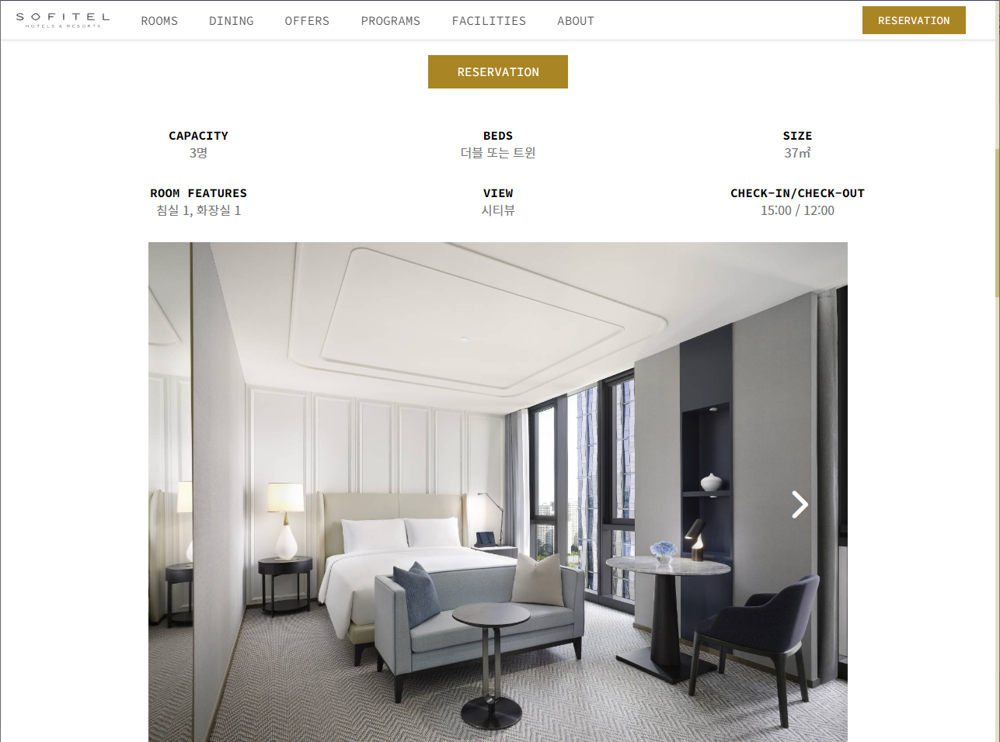 SOFITEL
HOTELS & RESORTS
ROOMS DINING OFFERS PROGRAMS FACILITIES ABOUT
RESERVATION
RESERVATION
CAPACITY BEDS SIZE
3명 더블 또는 트윈 37㎡
ROOM FEATURES VIEW CHECK-IN/CHECK-OUT
침실 1, 화장실 1 시티뷰 15:00 / 12:00